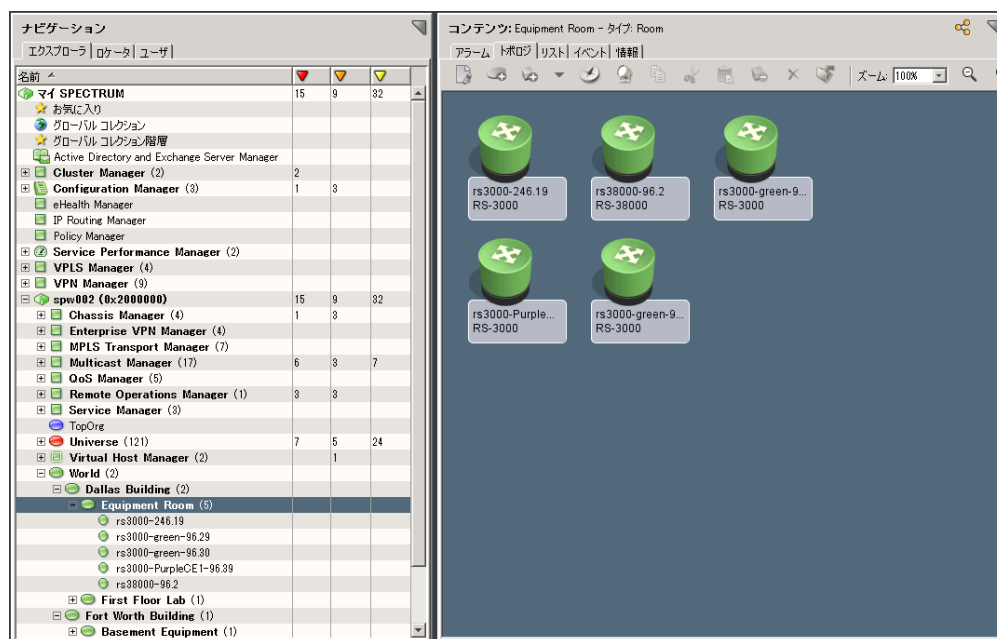 ナビゲーション
エクスプローラ ロケータ ユーザ
名前
マイ SPECTRUM 15 9 32
お気に入り
グローバル コレクション
グローバル コレクション階層
Active Directory and Exchange Server Manager
Cluster Manager (2) 2
Configuration Manager (3) 1 3
eHealth Manager
IP Routing Manager
Policy Manager
Service Performance Manager (2)
VPLS Manager (4)
VPN Manager (9)
spw002 (0x2000000) 15 9 32
Chassis Manager (4) 1 3
Enterprise VPN Manager (4)
MPLS Transport Manager (7)
Multicast Manager (17) 6 3 7
QoS Manager (5)
Remote Operations Manager (1) 3 3
Service Manager (3)
TopOrg
Universe (121) 7 5 24
Virtual Host Manager (2) 1
World (2)
Dallas Building (2)
Equipment Room (5)
rs3000-246.19
rs3000-green-96.29
rs3000-green-96.30
rs3000-PurpleCE1-96.39
rs38000-96.2
First Floor Lab (1)
Fort Worth Building (1)
Basement Equipment (1)
コンテンツ: Equipment Room - タイプ: Room
アラーム トポロジ リスト イベント 情報
ズーム: 100%
rs3000-246.19
RS-3000
rs38000-96.2
RS-38000
rs3000-green-9...
RS-3000
rs3000-Purple...
RS-3000
rs3000-green-9...
RS-3000